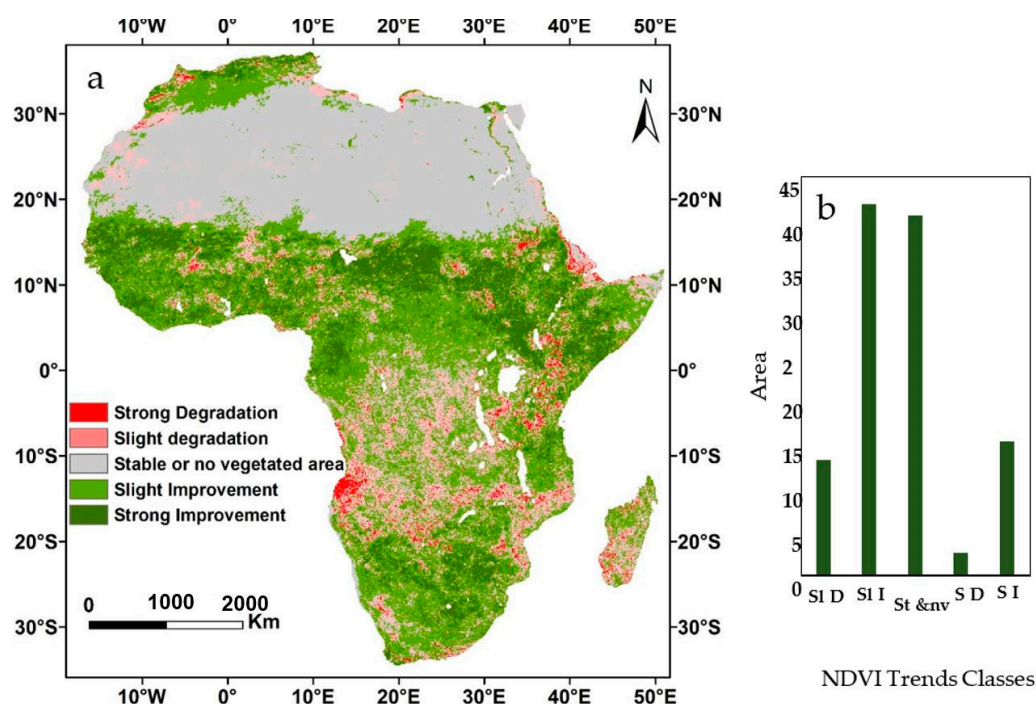 10°W 0° 10°E 20°E 30°E 40°E 50°E
a
N
30°N 30°N
20°N 20°N
10°N 10°N
0° 0°
10°S 10°S
20°S 20°S
30°S 30°S
Strong Degradation
Slight degradation
Stable or no vegetated area
Slight Improvement
Strong Improvement
0 1000 2000
Km
10°W 0° 10°E 20°E 30°E 40°E 50°E
b
Area
45
40
35
30
2
20
15
10
5
0
Sl D Sl I St &nv S D S I
NDVI Trends Classes